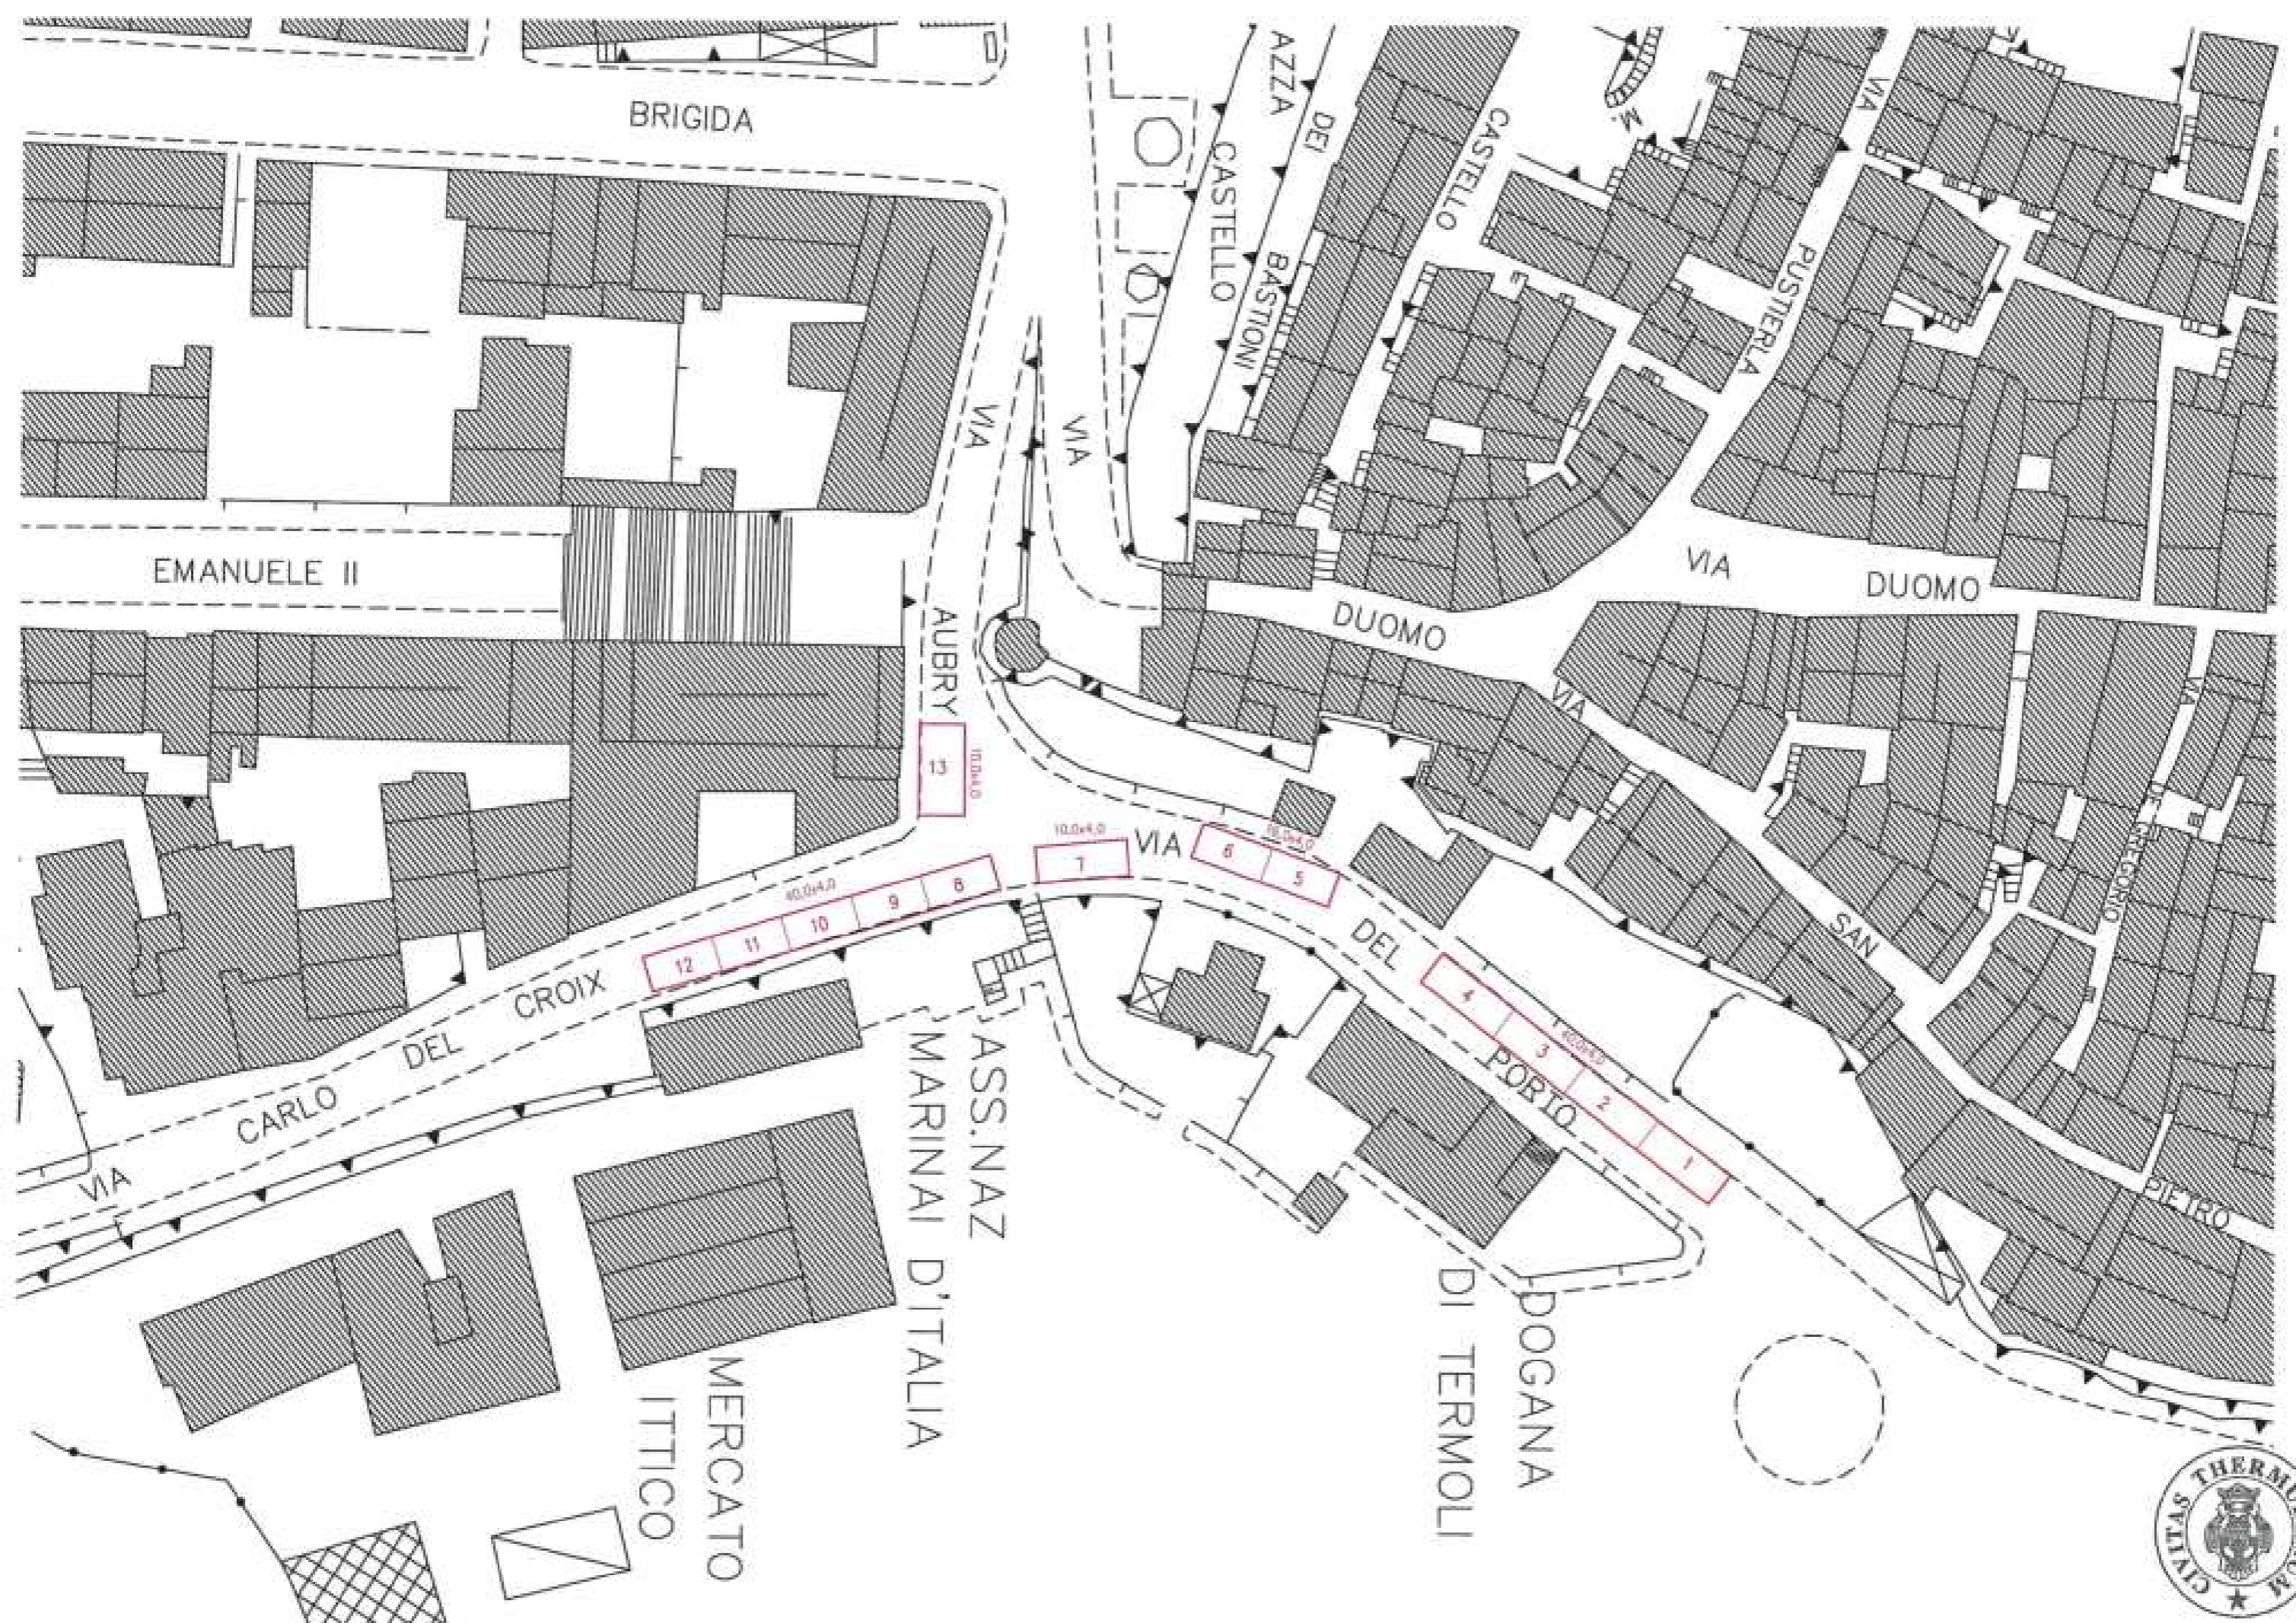 BRIGIDA
AZZA
CASTELLO
DEI
BASTIONI
CASTELLO
M.
VIA
PUSTIERLA
VIA
VIA
EMANUELE II
AUBRY
DUOMO
VIA
DUOMO
VIA
VIA
S. GREGORIO
SAN
PIETRO
13
10,0x4,0
10,0x4,0
7
VIA
6
5
40,0x4,0
8
9
10
11
12
DEL
4
3
2
1
PORTO
VIA
CARLO
DEL
CROIX
ASS.NAZ
MARINAI D'ITALIA
MERCATO
ITTICO
DOGANA
DI TERMOLI
CIVITAS